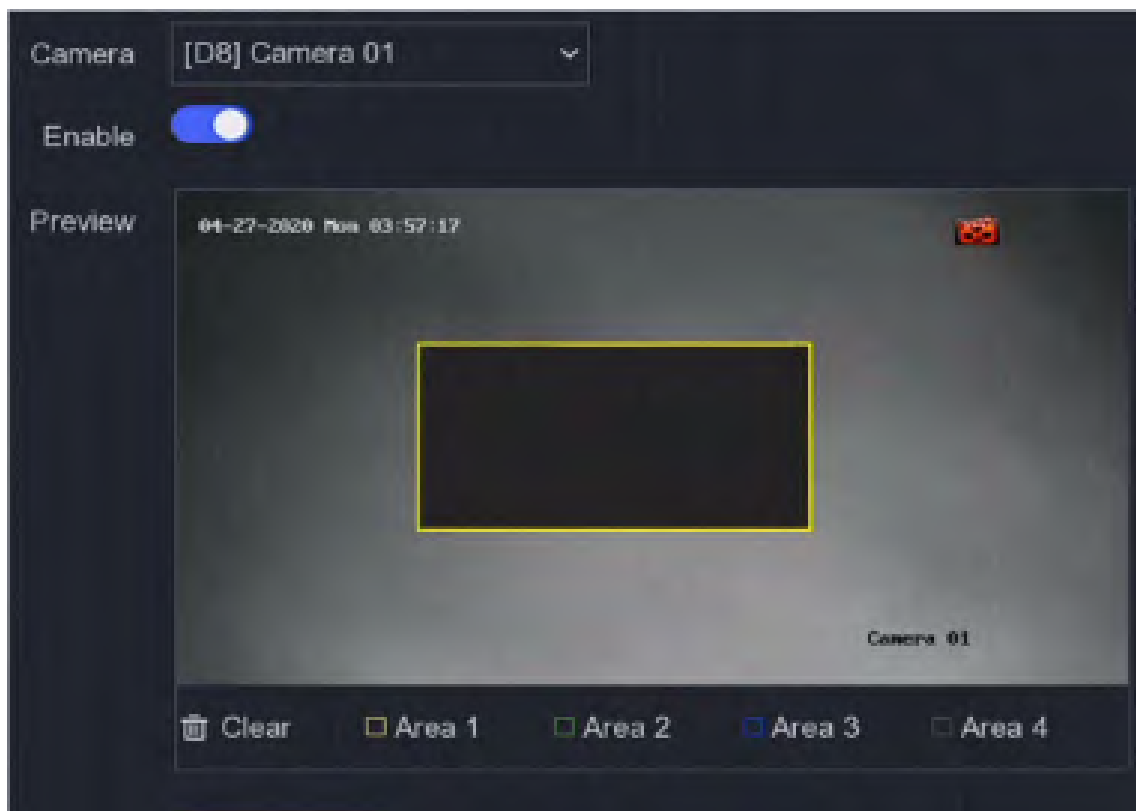 Camera [D8] Camera 01
Enable
Preview
04-27-2020 Mon 03:57:17
Camera 01
Clear Area 1 Area 2 Area 3 Area 4